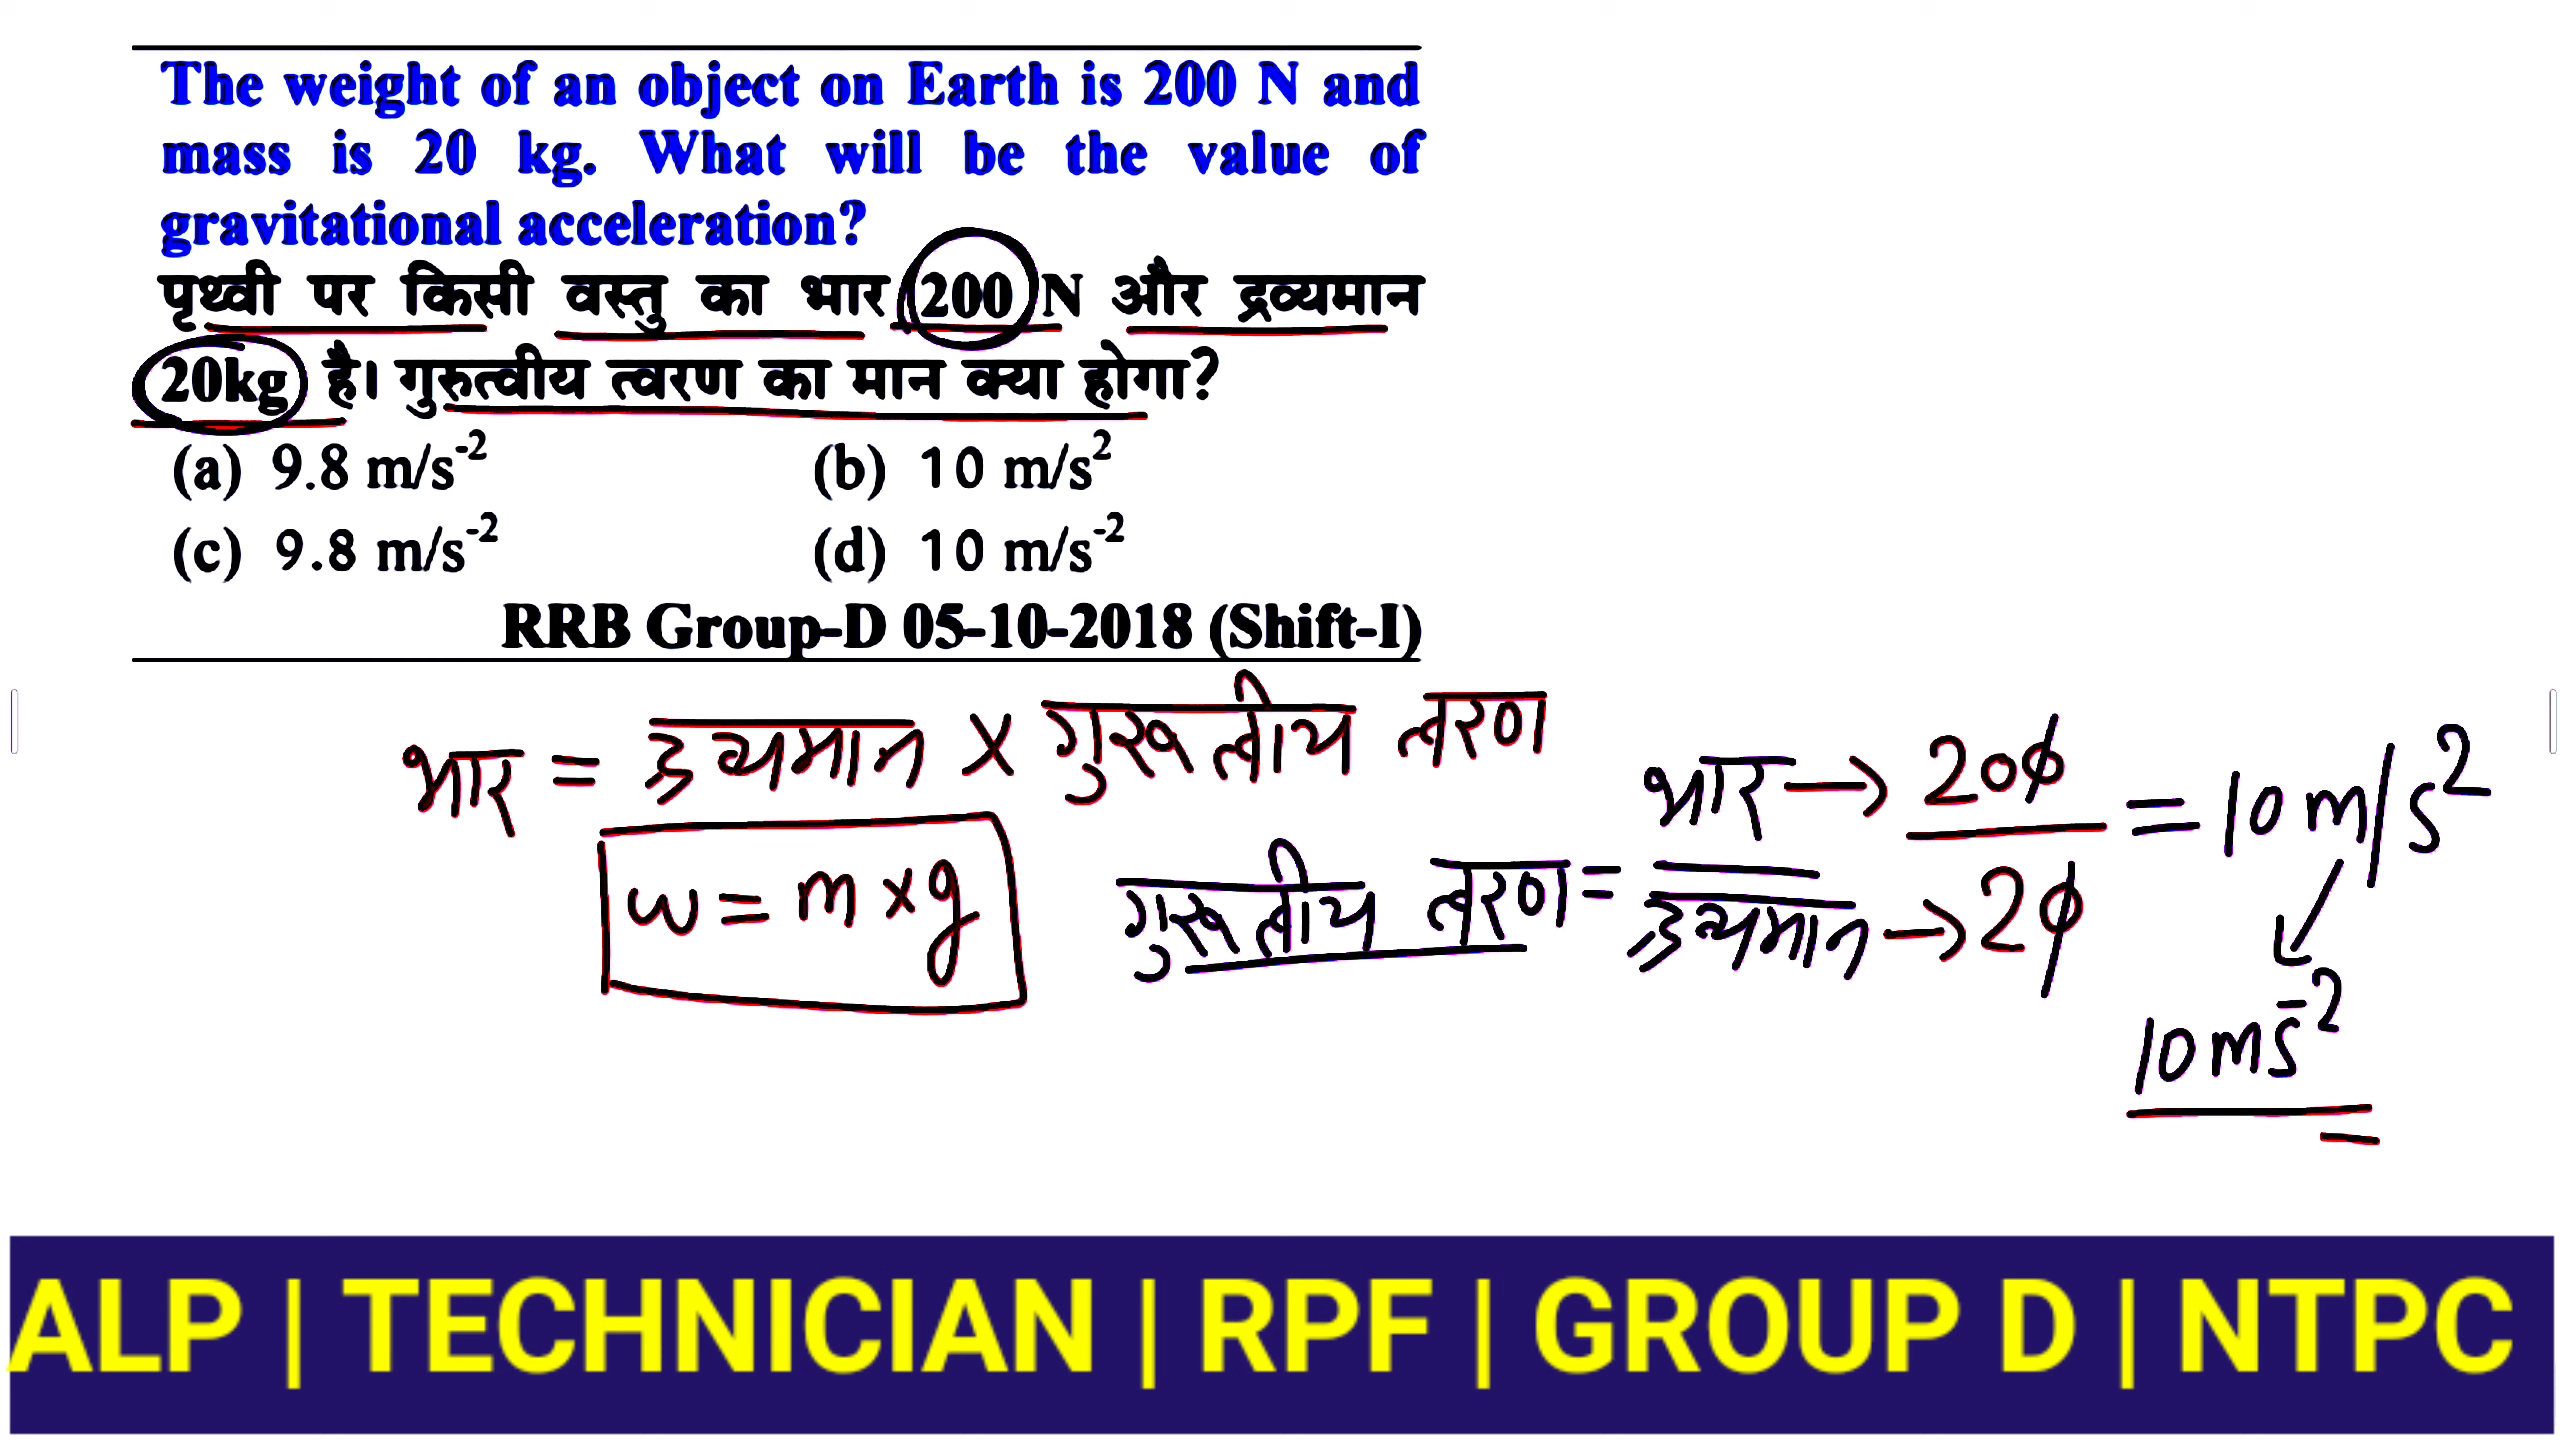 The weight of an object on Earth is 200 N and
mass is 20 kg. What will be the value of
gravitational acceleration?
पृथ्वी पर किसी वस्तु का भार 200 N और द्रव्यमान
20kg है। गुरुत्वीय त्वरण का मान क्या होगा?
(a) 9.8 m/s⁻² (b) 10 m/s²
(c) 9.8 m/s⁻² (d) 10 m/s⁻²
RRB Group-D 05-10-2018 (Shift-I)
भार = द्रव्यमान × गुरूत्वीय त्वरण
w = m × g
गुरूत्वीय त्वरण = भार → 200 = 10 m/s²
द्रव्यमान → 20
10 ms⁻²
ALP | TECHNICIAN | RPF | GROUP D | NTPC